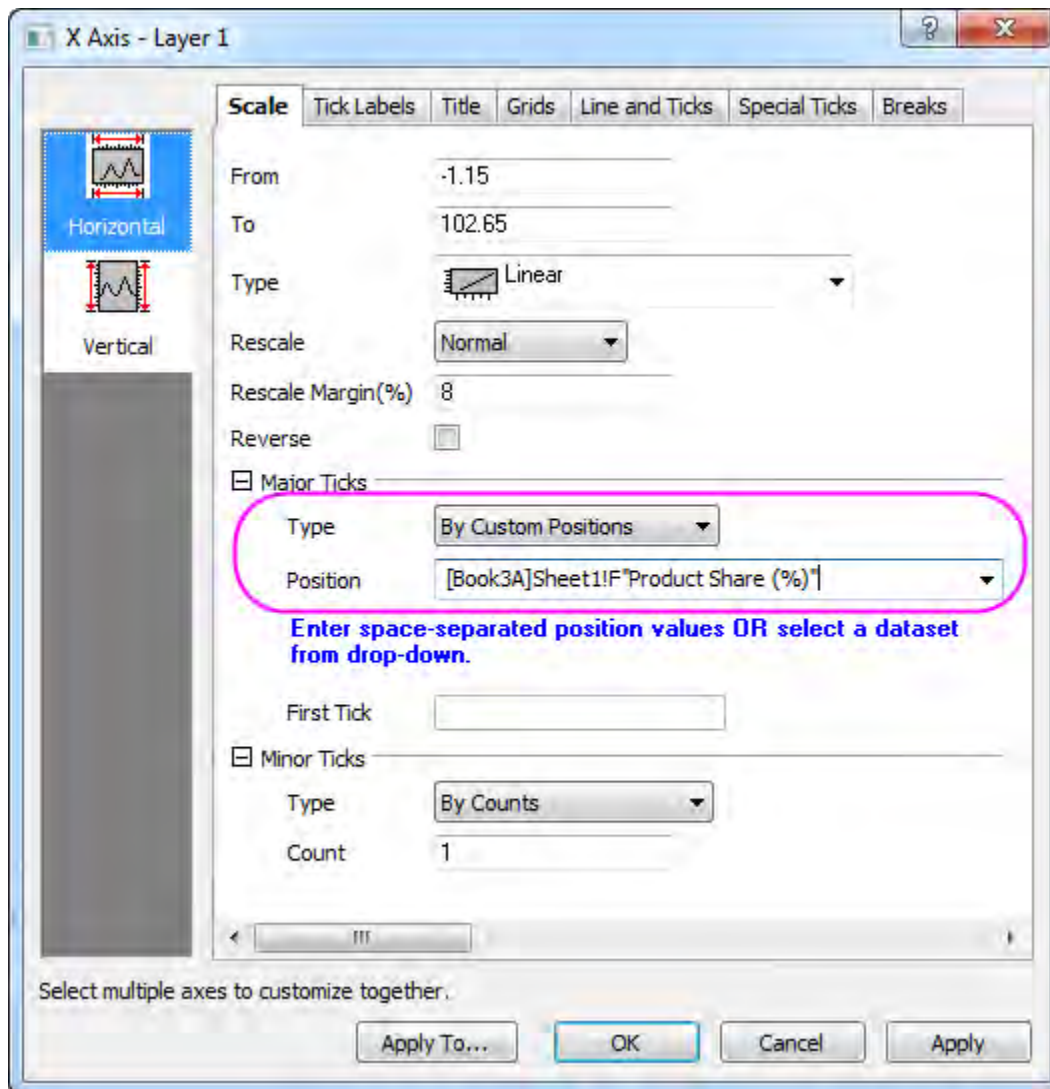 X Axis - Layer 1
Scale Tick Labels Title Grids Line and Ticks Special Ticks Breaks
Horizontal
Vertical
From -1.15
To 102.65
Type Linear
Rescale Normal
Rescale Margin(%) 8
Reverse
Major Ticks
Type By Custom Positions
Position [Book3A]Sheet1!F"Product Share (%)"
Enter space-separated position values OR select a dataset
from drop-down.
First Tick
Minor Ticks
Type By Counts
Count 1
Select multiple axes to customize together.
Apply To... OK Cancel Apply